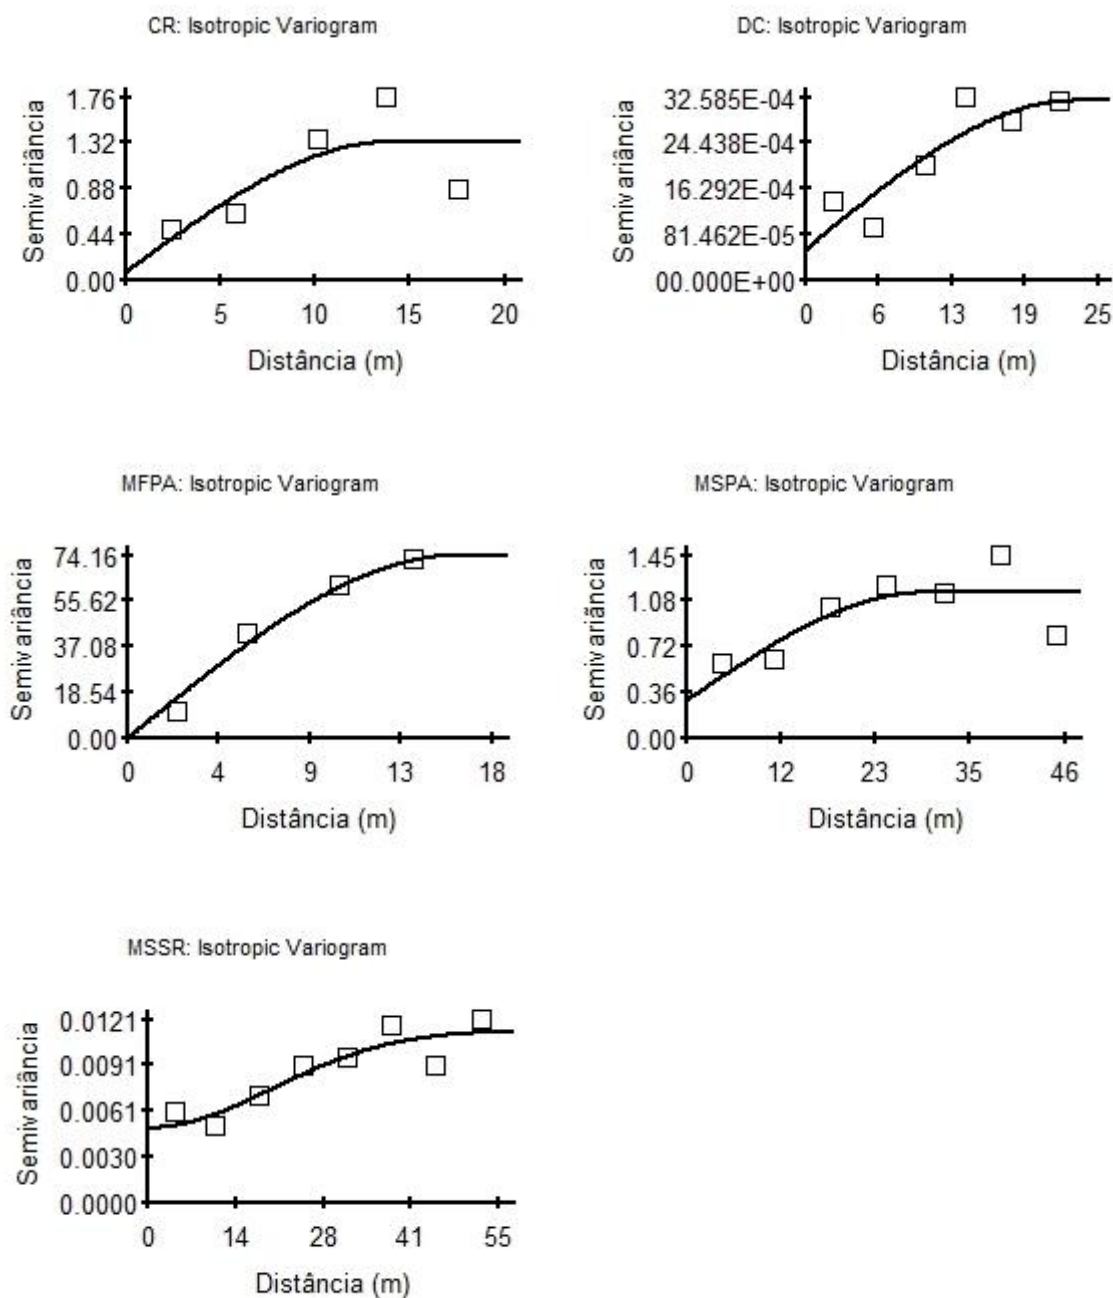 CR: Isotropic Variogram
Semivariância
1.76
1.32
0.88
0.44
0.00
0 5 10 15 20
Distância (m)
DC: Isotropic Variogram
Semivariância
32.585E-04
24.438E-04
16.292E-04
81.462E-05
00.000E+00
0 6 13 19 25
Distância (m)
MFPA: Isotropic Variogram
Semivariância
74.16
55.62
37.08
18.54
0.00
0 4 9 13 18
Distância (m)
MSPA: Isotropic Variogram
Semivariãncia
1.45
1.08
0.72
0.36
0.00
0 12 23 35 46
Distância (m)
MSSR: Isotropic Variogram
Semivariância
0.0121
0.0091
0.0061
0.0030
0.0000
0 14 28 41 55
Distância (m)